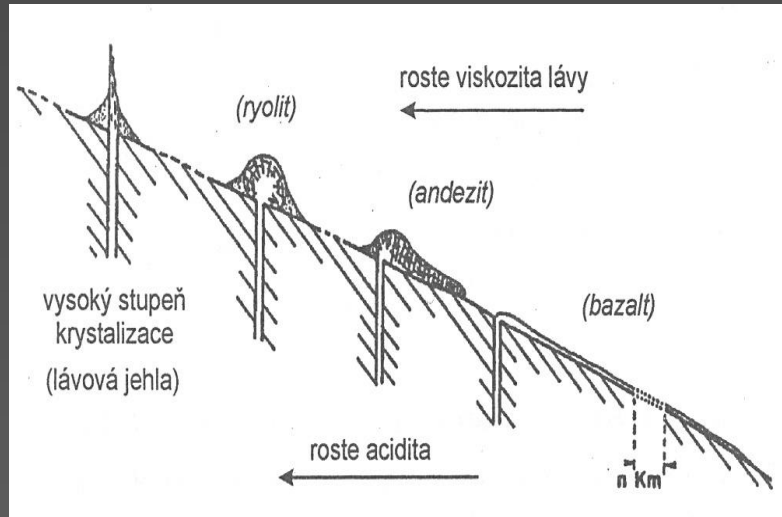 roste viskozita lávy
(ryolit)
(andezit)
vysoký stupeň
krystalizace
(lávová jehla)
(bazalt)
roste acidita
n Km